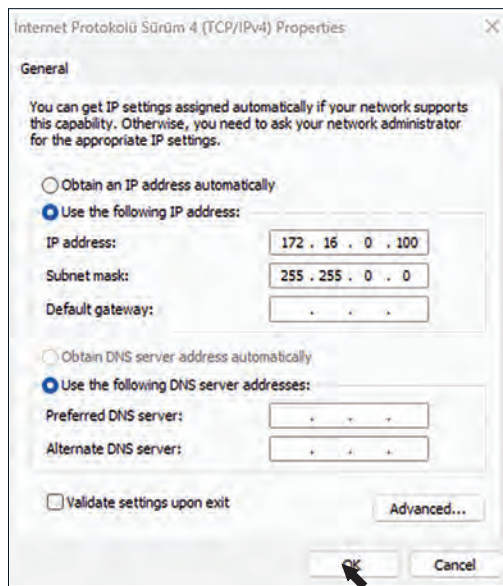 İnternet Protokolü Sürüm 4 (TCP/IPv4) Properties
General
You can get IP settings assigned automatically if your network supports
this capability. Otherwise, you need to ask your network administrator
for the appropriate IP settings.
Obtain an IP address automatically
Use the following IP address:
IP address: 172 . 16 . 0 . 100
Subnet mask: 255 . 255 . 0 . 0
Default gateway: . . .
Obtain DNS server address automatically
Use the following DNS server addresses:
Preferred DNS server: . . .
Alternate DNS server: . . .
Validate settings upon exit
Advanced...
OK Cancel